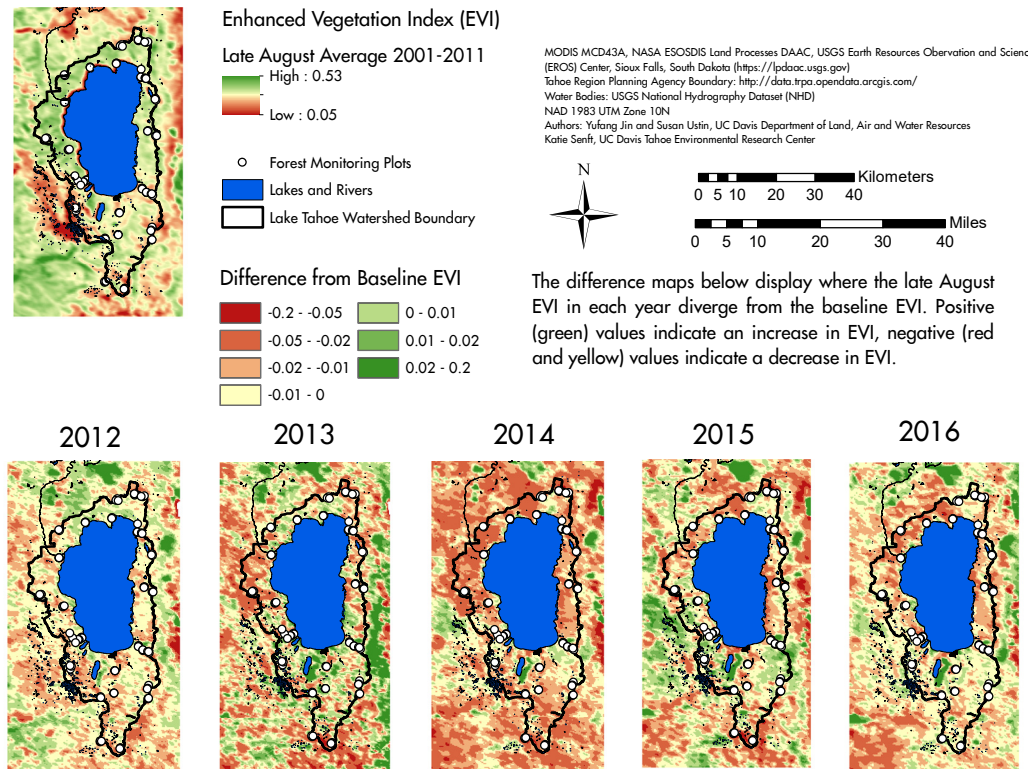 Enhanced Vegetation Index (EVI)
Late August Average 2001-2011
High : 0.53
Low : 0.05
Forest Monitoring Plots
Lakes and Rivers
Lake Tahoe Watershed Boundary
Difference from Baseline EVI
-0.2 - -0.05
-0.05 - -0.02
-0.02 - -0.01
-0.01 - 0
0 - 0.01
0.01 - 0.02
0.02 - 0.2
MODIS MCD43A, NASA ESOSDIS Land Processes DAAC, USGS Earth Resources Obervation and Science
(EROS) Center, Sioux Falls, South Dakota (https://lpdaac.usgs.gov)
Tahoe Region Planning Agency Boundary: http://data.trpa.opendata.arcgis.com/
Water Bodies: USGS National Hydrography Dataset (NHD)
NAD 1983 UTM Zone 10N
Authors: Yufang Jin and Susan Ustin, UC Davis Department of Land, Air and Water Resources
Katie Senft, UC Davis Tahoe Environmental Research Center
N
Kilometers
0 5 10 20 30 40
Miles
0 5 10 20 30 40
The difference maps below display where the late August
EVI in each year diverge from the baseline EVI. Positive
(green) values indicate an increase in EVI, negative (red
and yellow) values indicate a decrease in EVI.
2012
2013
2014
2015
2016